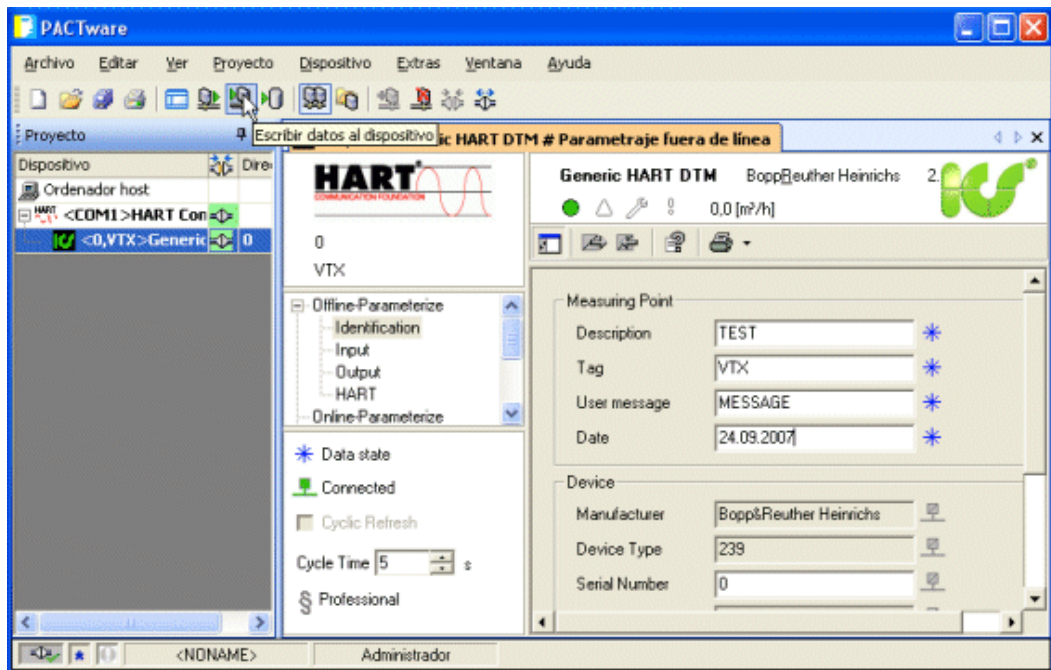 PACTware
Archivo Editar Ver Proyecto Dispositivo Extras Ventana Ayuda
Proyecto
Escribir datos al dispositivo
ic HART DTM # Parametraje fuera de línea
Dispositivo Dire
Ordenador host
<COM1>HART Com
<0,VTX>Generic 0
HART
COMMUNICATION FOUNDATION
0
VTX
Generic HART DTM Bopp&Reuther Heinrichs 2.
0,0 [m³/h]
Offline-Parameterize
Identification
Input
Output
HART
Online-Parameterize
Data state
Connected
Cyclic Refresh
Cycle Time 5 s
§ Professional
Measuring Point
Description TEST
Tag VTX
User message MESSAGE
Date 24.09.2007
Device
Manufacturer Bopp&Reuther Heinrichs
Device Type 239
Serial Number 0
<NONAME> Administrador